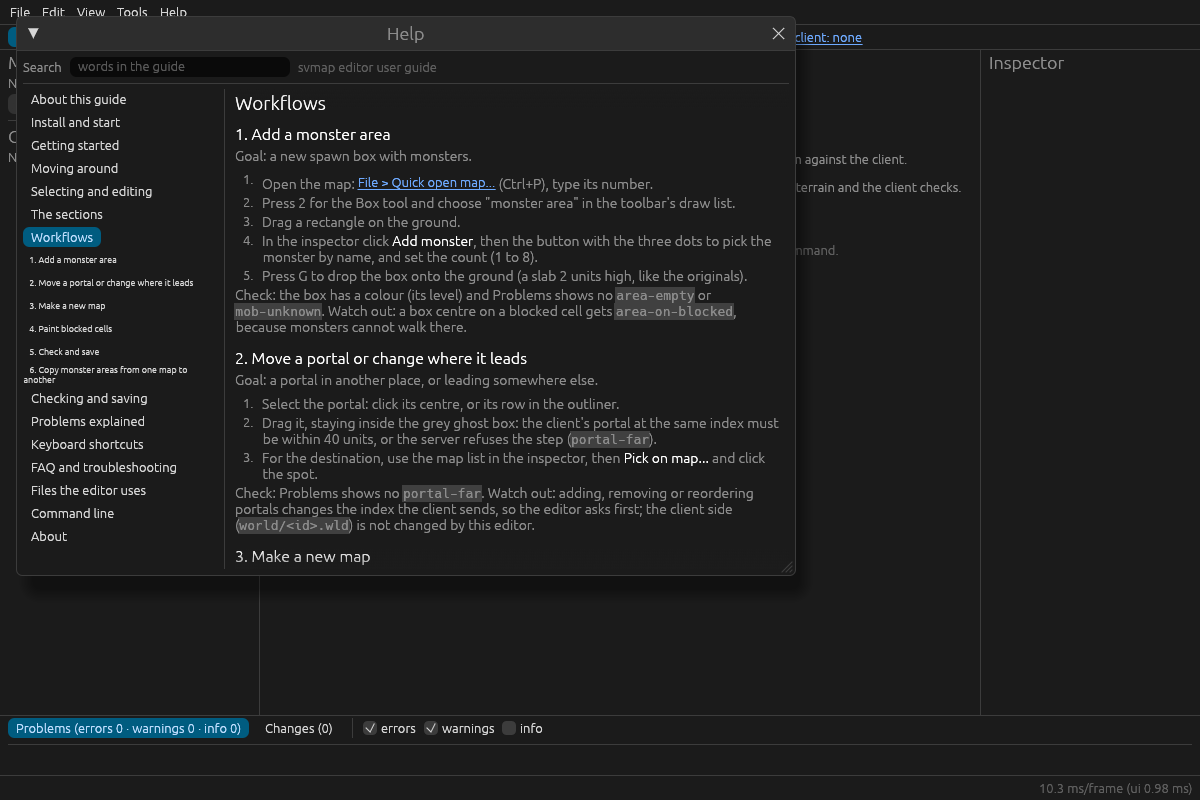 File Edit View Tools Help
Help
client: none
Search words in the guide svmap editor user guide
Inspector
About this guide
Install and start
Getting started
Moving around
Selecting and editing
The sections
Workflows
1. Add a monster area
2. Move a portal or change where it leads
3. Make a new map
4. Paint blocked cells
5. Check and save
6. Copy monster areas from one map to
another
Checking and saving
Problems explained
Keyboard shortcuts
FAQ and troubleshooting
Files the editor uses
Command line
About
Workflows
1. Add a monster area
Goal: a new spawn box with monsters.
1. Open the map: File > Quick open map... (Ctrl+P), type its number.
2. Press 2 for the Box tool and choose "monster area" in the toolbar's draw list.
3. Drag a rectangle on the ground.
4. In the inspector click Add monster, then the button with the three dots to pick the
monster by name, and set the count (1 to 8).
5. Press G to drop the box onto the ground (a slab 2 units high, like the originals).
Check: the box has a colour (its level) and Problems shows no area-empty or
mob-unknown. Watch out: a box centre on a blocked cell gets area-on-blocked,
because monsters cannot walk there.
2. Move a portal or change where it leads
Goal: a portal in another place, or leading somewhere else.
1. Select the portal: click its centre, or its row in the outliner.
2. Drag it, staying inside the grey ghost box: the client's portal at the same index must
be within 40 units, or the server refuses the step (portal-far).
3. For the destination, use the map list in the inspector, then Pick on map... and click
the spot.
Check: Problems shows no portal-far. Watch out: adding, removing or reordering
portals changes the index the client sends, so the editor asks first; the client side
(world/<id>.wld) is not changed by this editor.
3. Make a new map
against the client.
terrain and the client checks.
Problems (errors 0 · warnings 0 · info 0) Changes (0) errors warnings info
10.3 ms/frame (ui 0.98 ms)